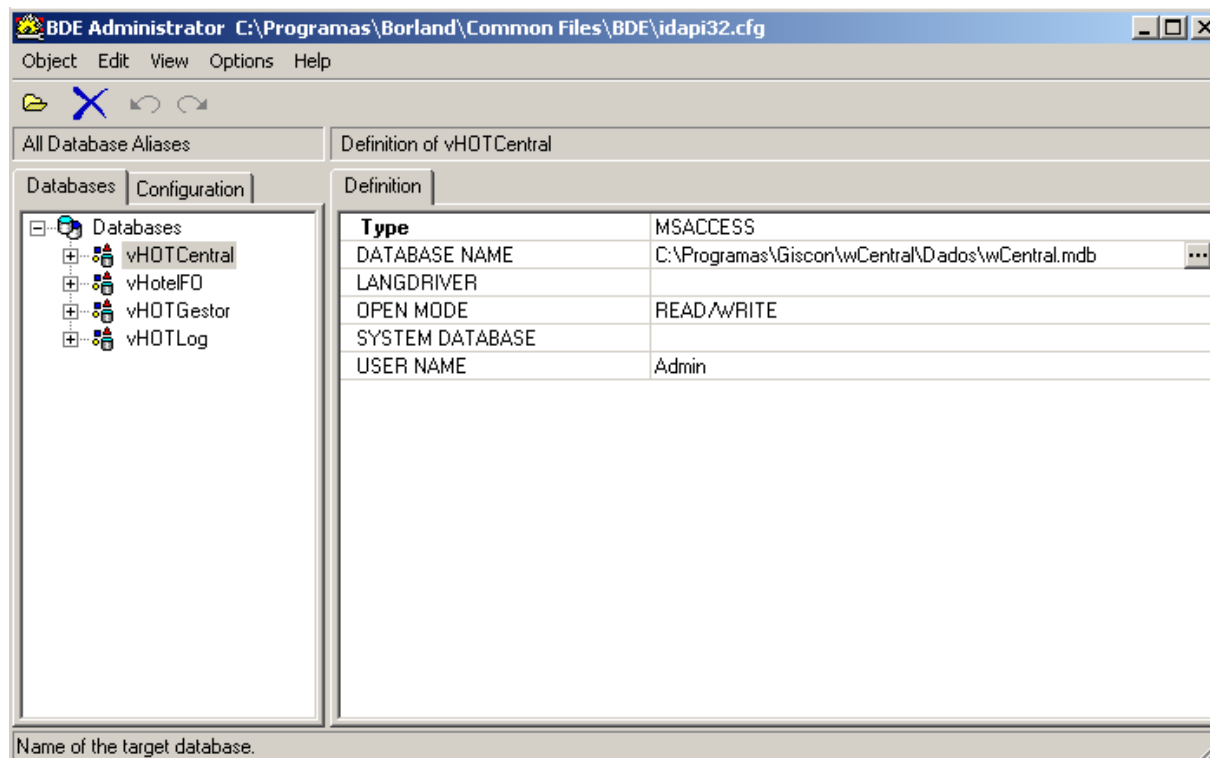 BDE Administrator C:\Programas\Borland\Common Files\BDE\idapi32.cfg
Object Edit View Options Help
All Database Aliases
Definition of vHOTCentral
Databases Configuration
Definition
Databases
vHOTCentral
vHotelFO
vHOTGestor
vHOTLog
Type MSACCESS
DATABASE NAME C:\Programas\Giscon\wCentral\Dados\wCentral.mdb ...
LANGDRIVER
OPEN MODE READ/WRITE
SYSTEM DATABASE
USER NAME Admin
Name of the target database.